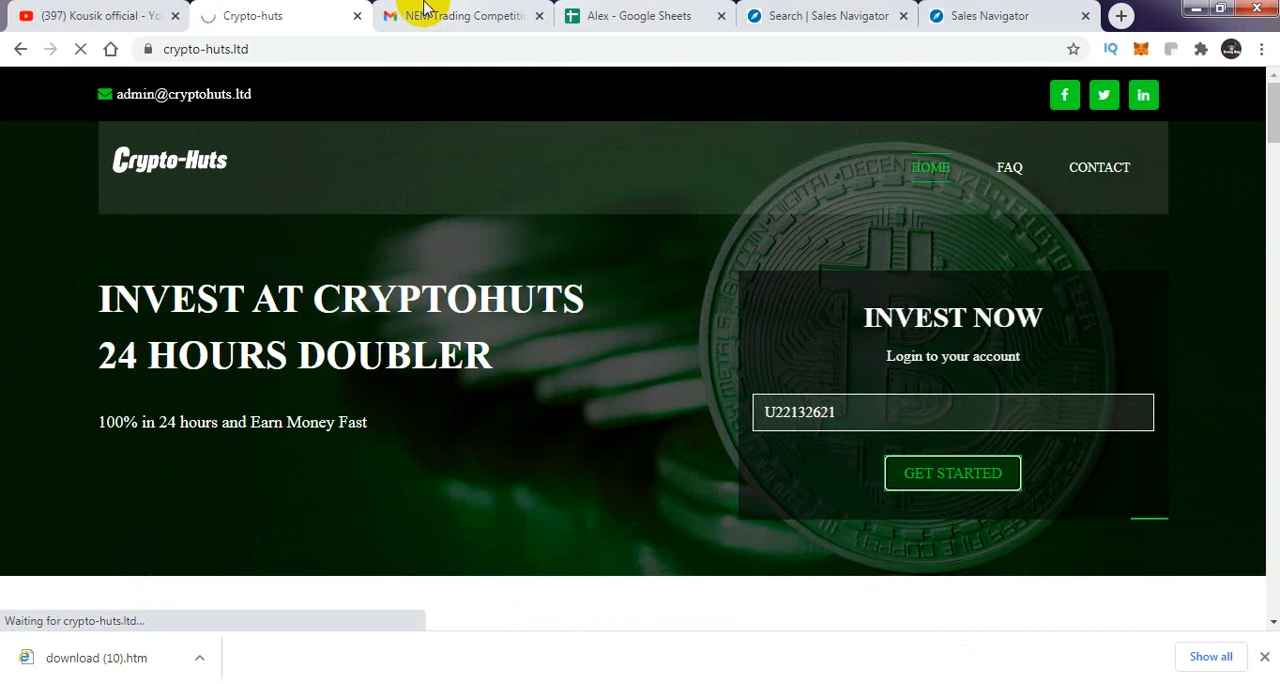 (397) Kousik official - Yo
Crypto-huts
NEM Trading Competiti
Alex - Google Sheets
Search | Sales Navigator
Sales Navigator
crypto-huts.ltd
IQ
admin@cryptohuts.ltd
Crypto-Huts
HOME
FAQ
CONTACT
INVEST AT CRYPTOHUTS
24 HOURS DOUBLER
100% in 24 hours and Earn Money Fast
INVEST NOW
Login to your account
U22132621
GET STARTED
Waiting for crypto-huts.ltd...
download (10).htm
Show all